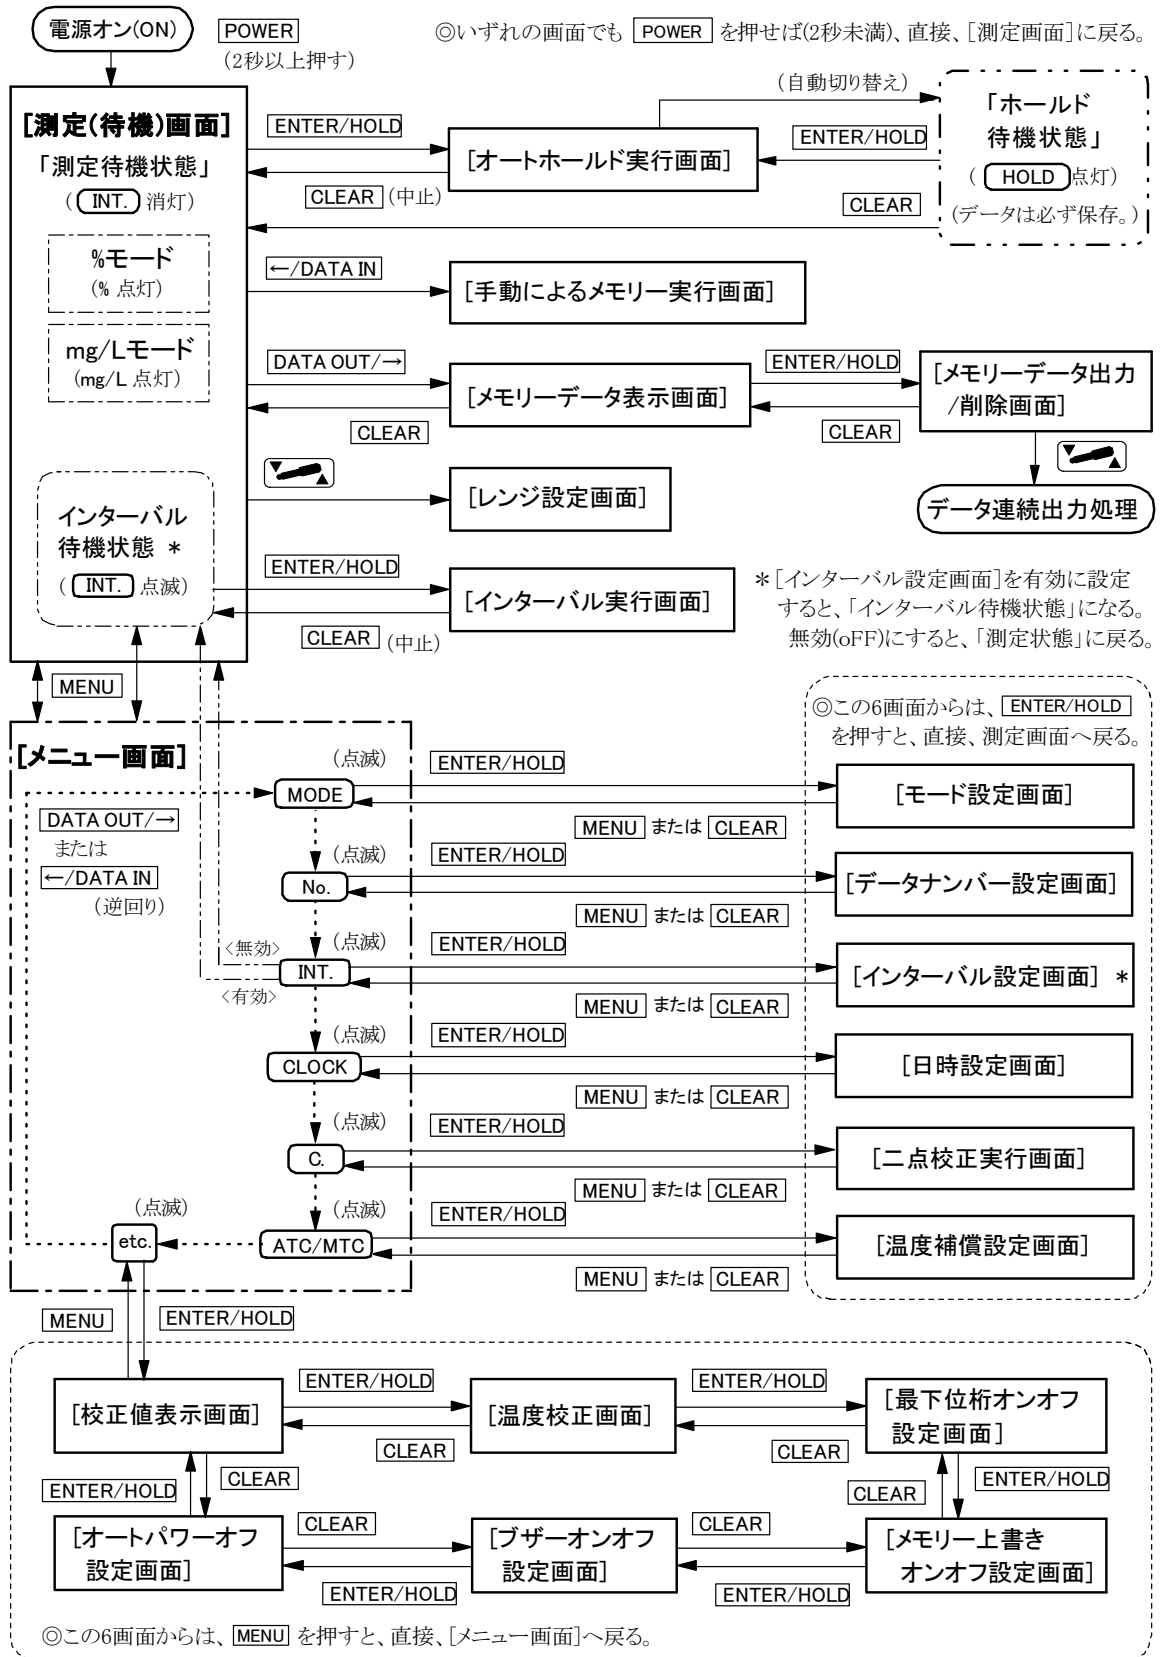 電源オン(ON)
POWER
(2秒以上押す)
◎いずれの画面でも POWER を押せば(2秒未満)、直接、[測定画面]に戻る。
[測定(待機)画面]
「測定待機状態」
( INT. 消灯)
%モード
(% 点灯)
mg/Lモード
(mg/L 点灯)
インターバル
待機状態 *
( INT. 点滅)
ENTER/HOLD
[オートホールド実行画面]
CLEAR (中止)
(自動切り替え)
ENTER/HOLD
「ホールド
待機状態」
( HOLD 点灯)
(データは必ず保存。)
CLEAR
←/DATA IN
[手動によるメモリー実行画面]
DATA OUT/→
[メモリーデータ表示画面]
CLEAR
ENTER/HOLD
CLEAR
[メモリーデータ出力
/削除画面]
データ連続出力処理
[レンジ設定画面]
ENTER/HOLD
[インターバル実行画面]
CLEAR (中止)
*[インターバル設定画面]を有効に設定
すると、「インターバル待機状態」になる。
無効(oFF)にすると、「測定状態」に戻る。
MENU
[メニュー画面]
DATA OUT/→
または
←/DATA IN
(逆回り)
◎この6画面からは、 ENTER/HOLD
を押すと、直接、測定画面へ戻る。
(点滅)
MODE
ENTER/HOLD
[モード設定画面]
MENU または CLEAR
(点滅)
No.
ENTER/HOLD
[データナンバー設定画面]
MENU または CLEAR
(点滅)
<無効>
INT.
<有効>
ENTER/HOLD
[インターバル設定画面] *
MENU または CLEAR
(点滅)
CLOCK
ENTER/HOLD
[日時設定画面]
MENU または CLEAR
(点滅)
C.
ENTER/HOLD
[二点校正実行画面]
MENU または CLEAR
(点滅)
ATC/MTC
ENTER/HOLD
[温度補償設定画面]
MENU または CLEAR
(点滅)
etc.
MENU
ENTER/HOLD
[校正値表示画面]
ENTER/HOLD
CLEAR
[温度校正画面]
ENTER/HOLD
CLEAR
[最下位桁オンオフ
設定画面]
ENTER/HOLD
CLEAR
CLEAR
ENTER/HOLD
[オートパワーオフ
設定画面]
CLEAR
ENTER/HOLD
[ブザーオンオフ
設定画面]
CLEAR
ENTER/HOLD
[メモリー上書き
オンオフ設定画面]
◎この6画面からは、 MENU を押すと、直接、[メニュー画面]へ戻る。